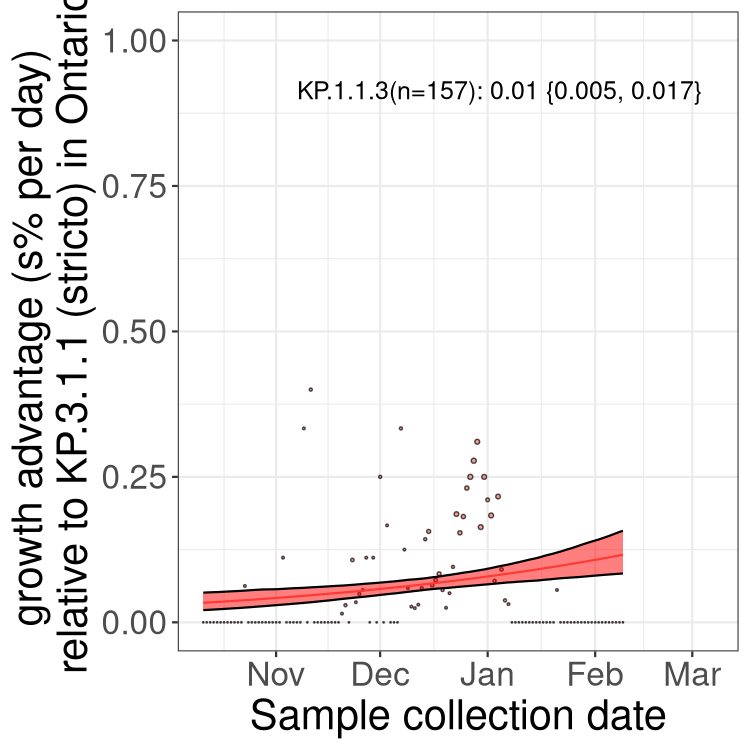 growth advantage (s% per day)
relative to KP.3.1.1 (stricto) in Ontario
1.00
0.75
0.50
0.25
0.00
KP.1.1.3(n=157): 0.01 {0.005, 0.017}
Nov Dec Jan Feb Mar
Sample collection date